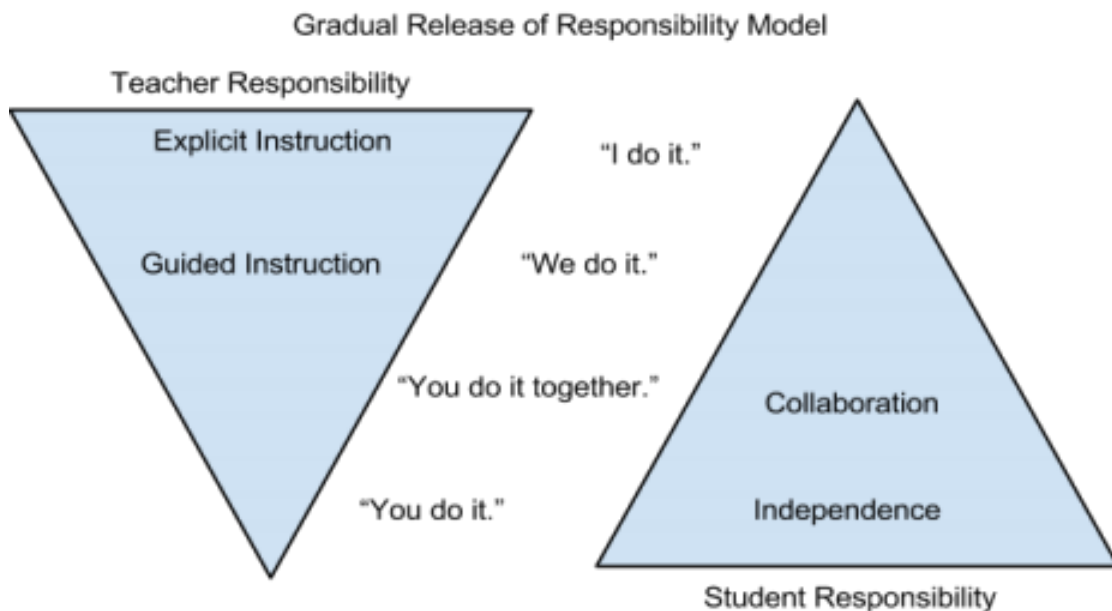 Gradual Release of Responsibility Model
Teacher Responsibility
Explicit Instruction
“I do it.”
Guided Instruction
“We do it.”
“You do it together.”
Collaboration
“You do it.”
Independence
Student Responsibility